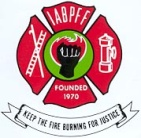 IABPFF
FOUNDED
1970
KEEP THE FIRE BURNING FOR JUSTICE